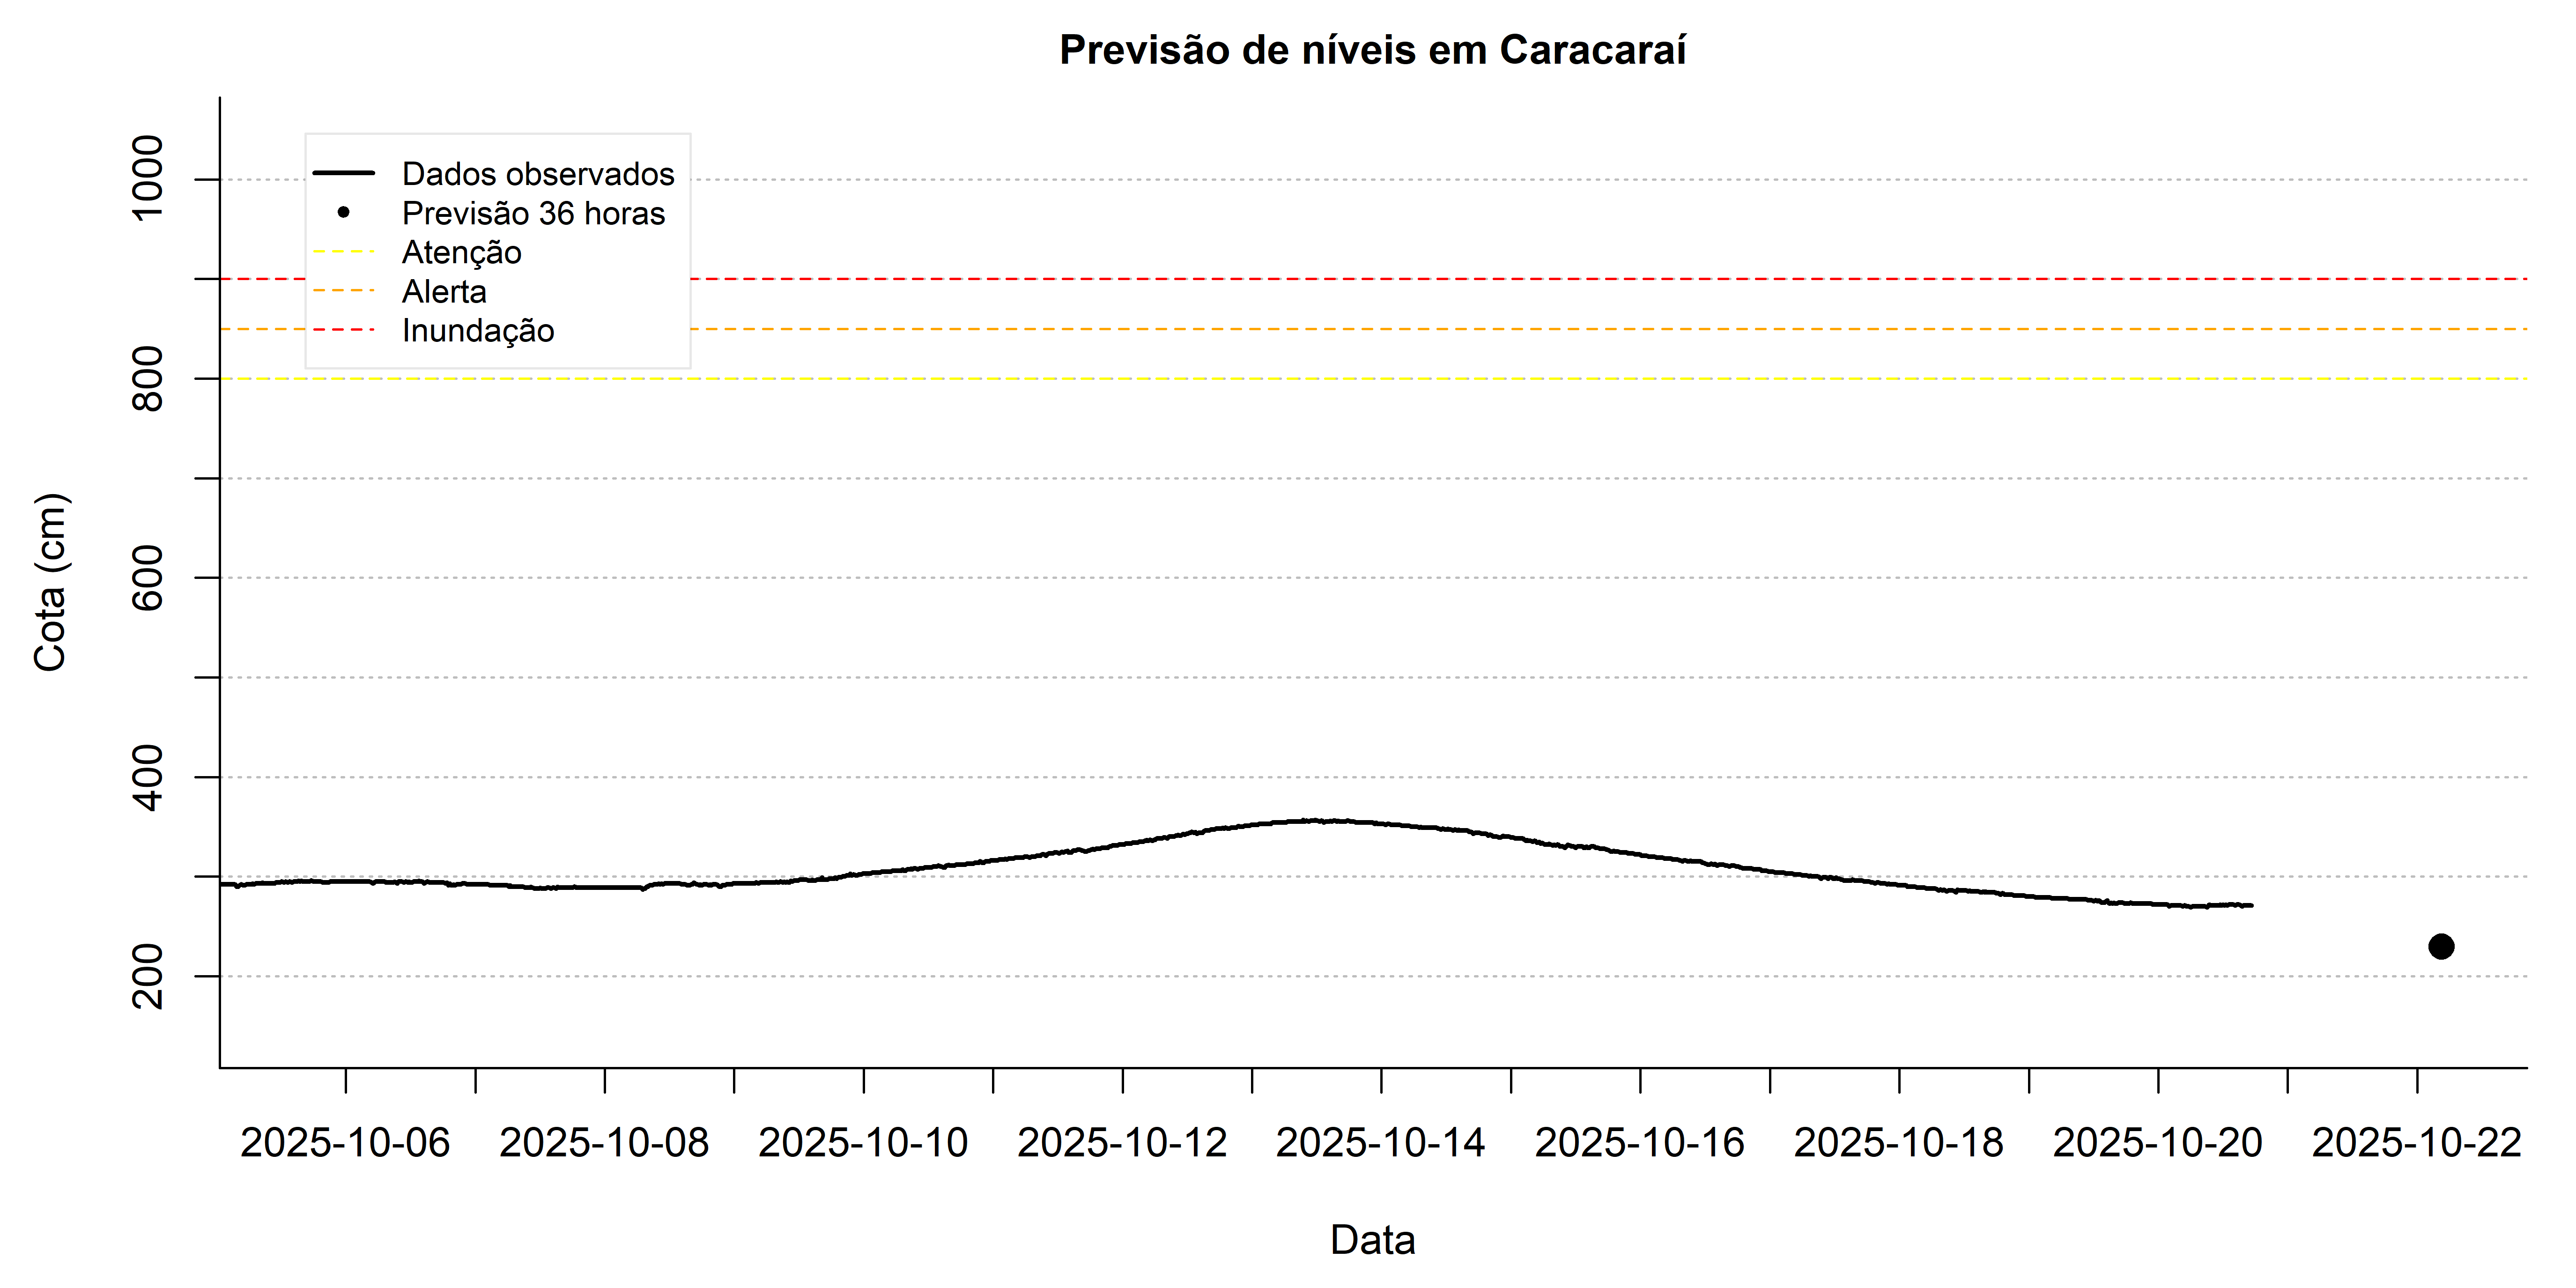 Previsão de níveis em Caracaraí
Dados observados
Previsão 36 horas
Atenção
Alerta
Inundação
Cota (cm)
1000
800
600
400
200
2025-10-06 2025-10-08 2025-10-10 2025-10-12 2025-10-14 2025-10-16 2025-10-18 2025-10-20 2025-10-22
Data